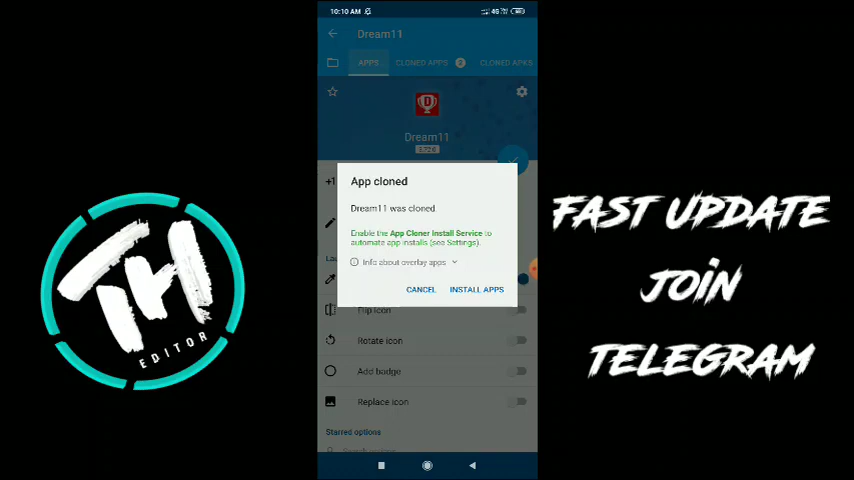 10:10 AM
4G
Dream11
APPS
CLONED APPS 2
CLONED APKS
Dream11
App cloned
Dream11 was cloned
Enable the App Cloner Install Service to
automate app installs (see Settings).
Info about overlay apps
CANCEL
INSTALL APPS
Flip icon
Rotate icon
Add badge
Replace icon
Starred options
TH
EDITOR
FAST UPDATE
JOIN
TELEGRAM